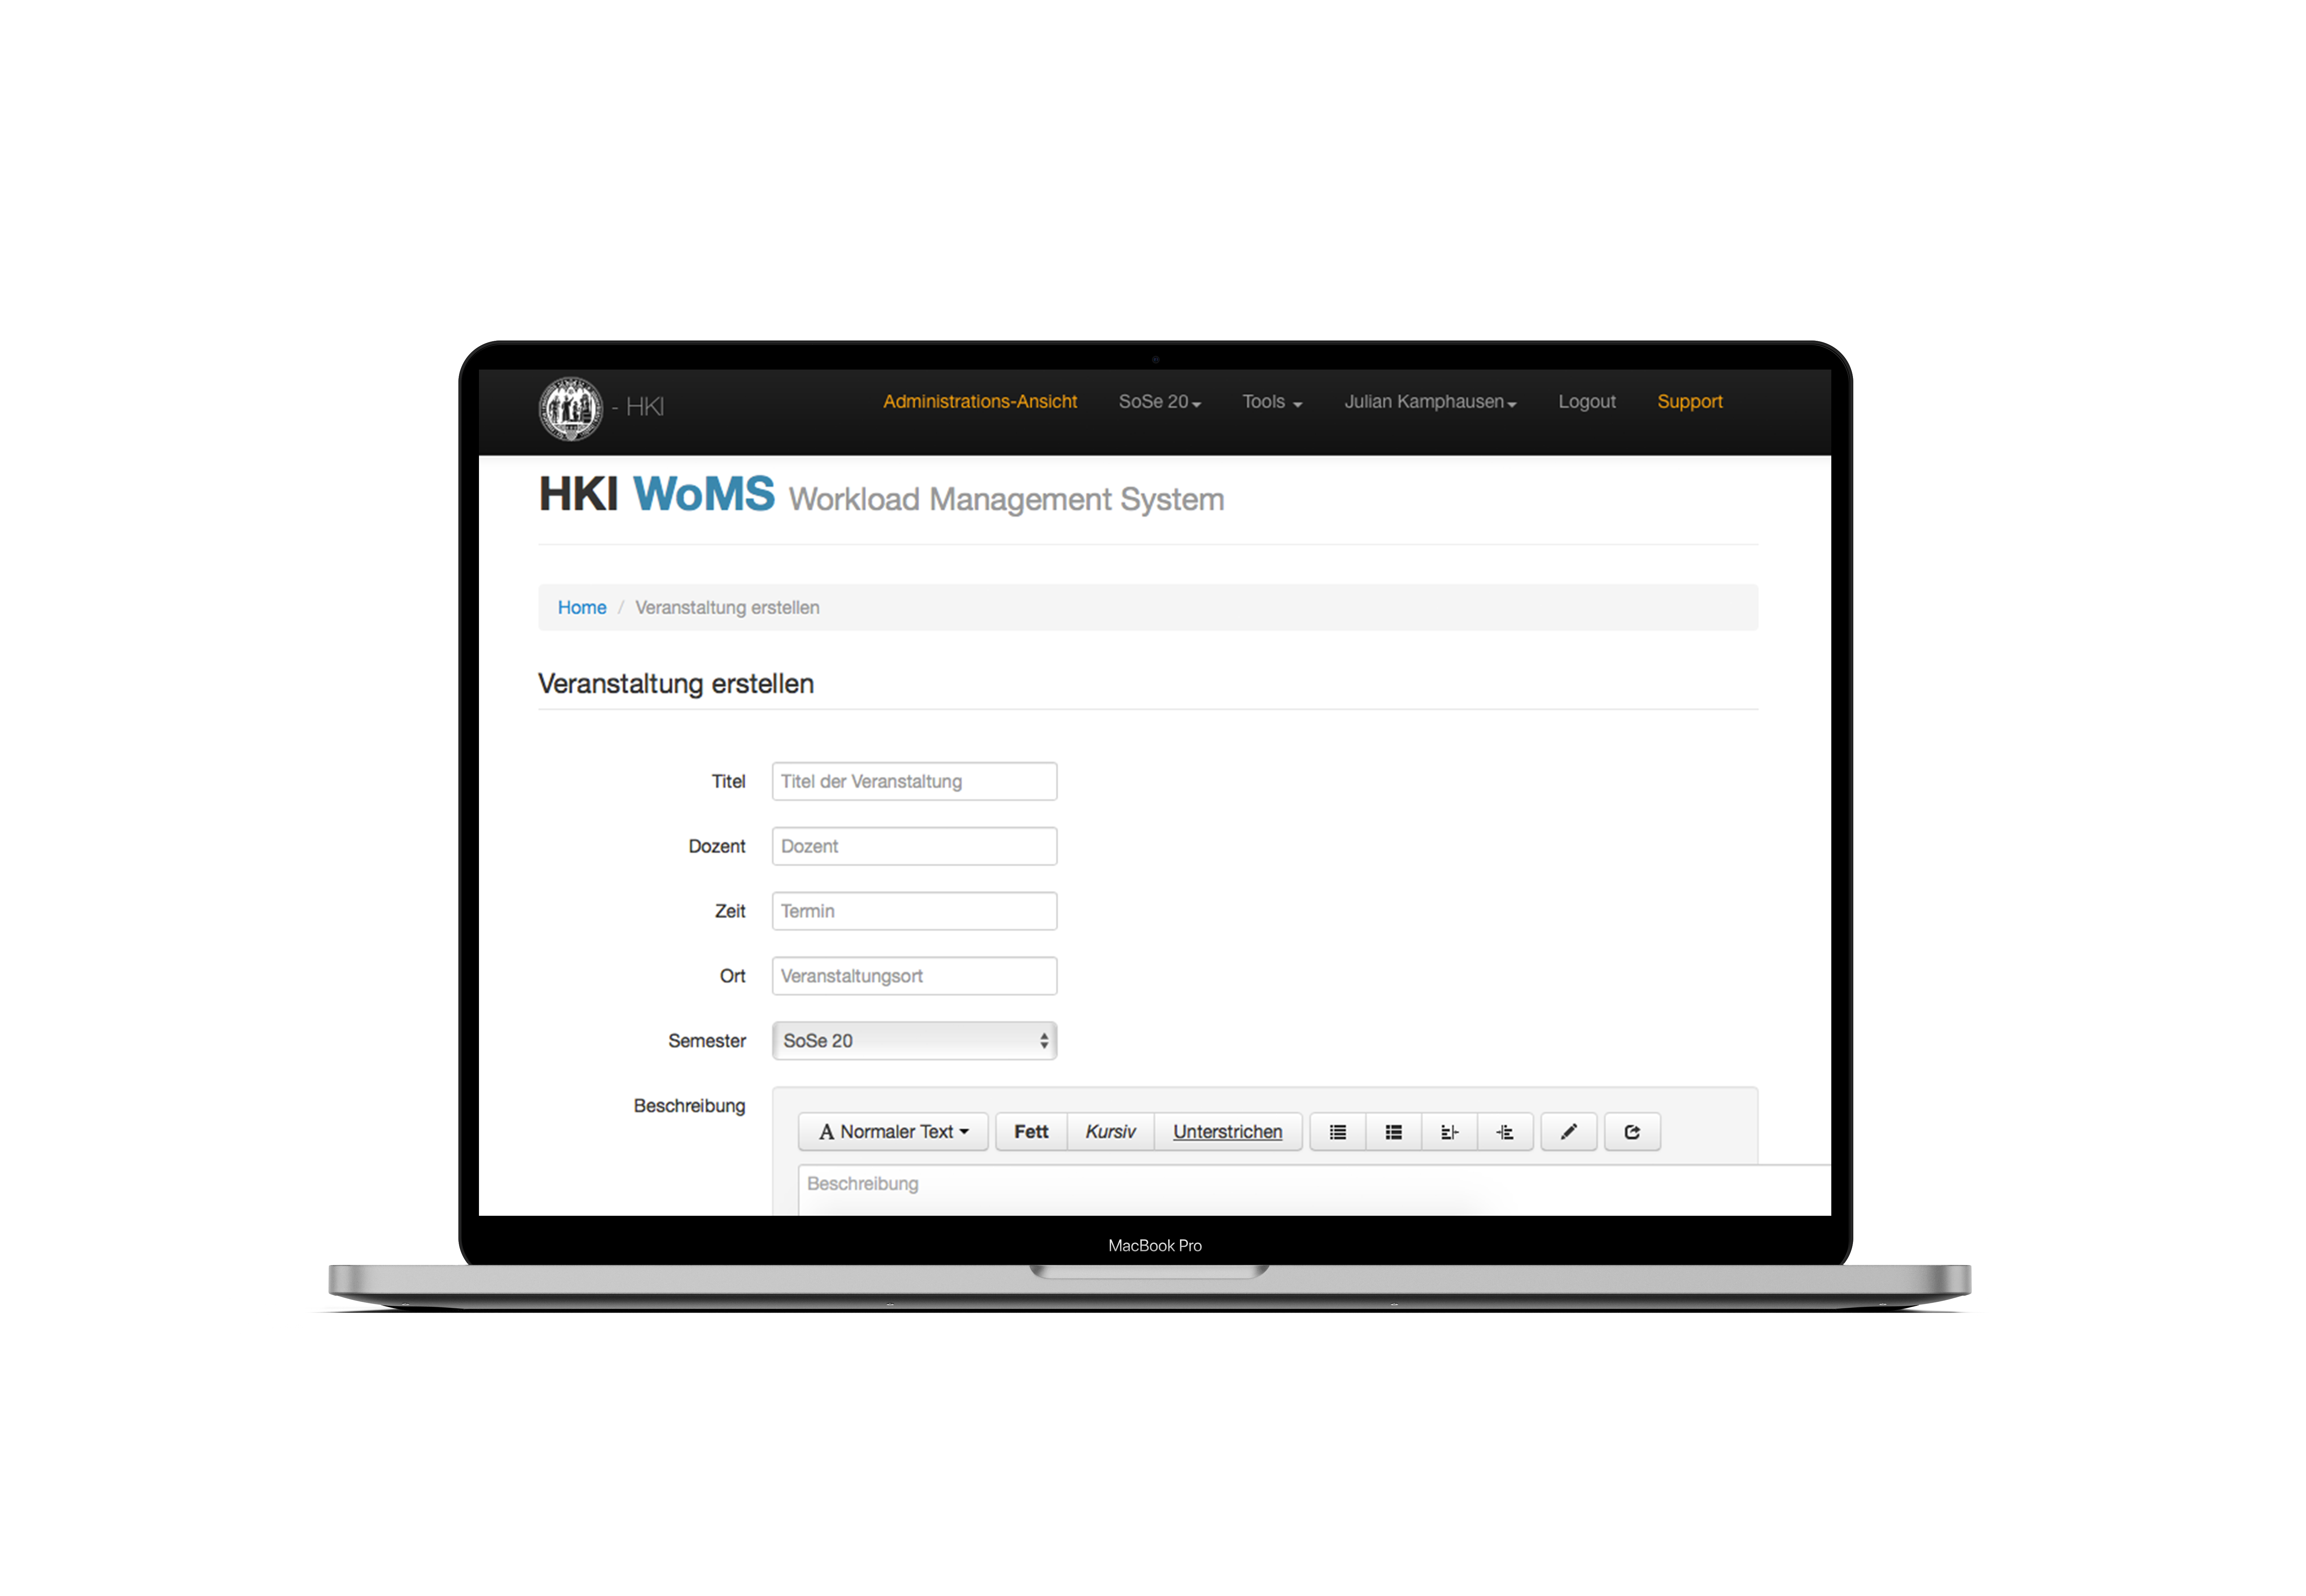 - HKI Administrations-Ansicht SoSe 20 Tools Julian Kamphausen Logout Support
HKI WoMS Workload Management System
Home / Veranstaltung erstellen
Veranstaltung erstellen
Titel Titel der Veranstaltung
Dozent Dozent
Zeit Termin
Ort Veranstaltungsort
Semester SoSe 20
Beschreibung
A Normaler Text Fett Kursiv Unterstrichen
Beschreibung
MacBook Pro